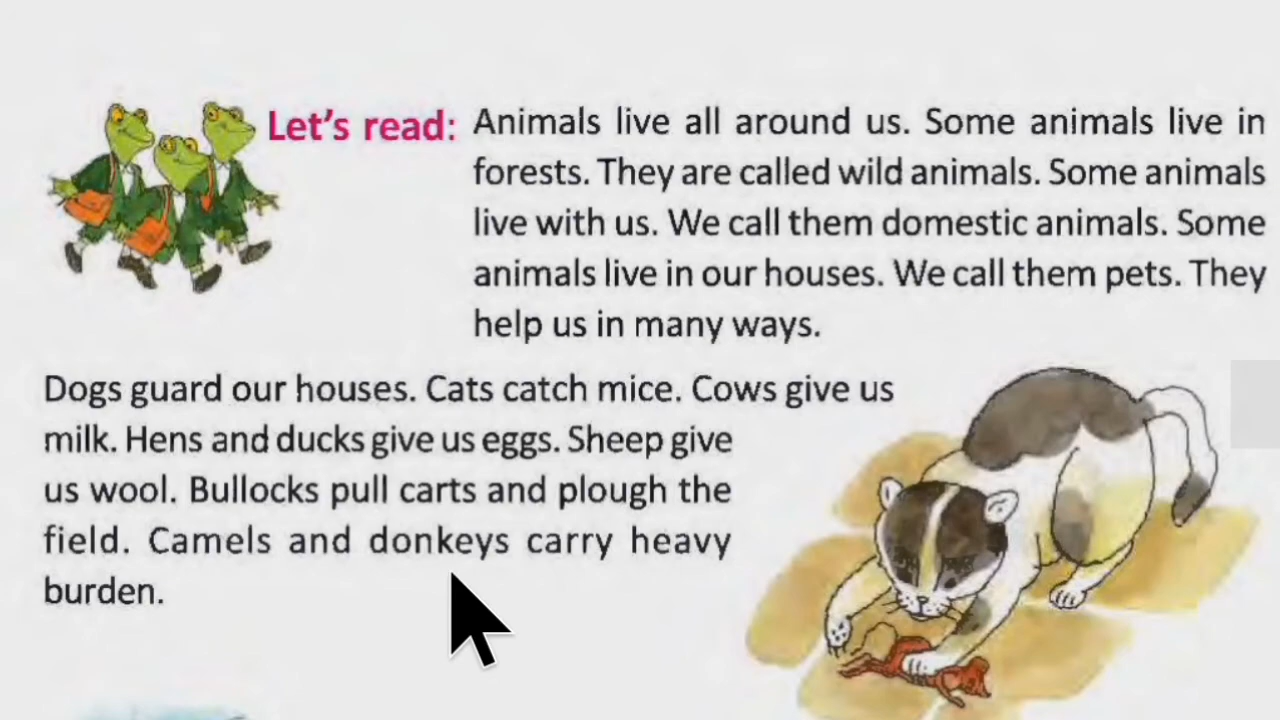 Let's read: Animals live all around us. Some animals live in
forests. They are called wild animals. Some animals
live with us. We call them domestic animals. Some
animals live in our houses. We call them pets. They
help us in many ways.
Dogs guard our houses. Cats catch mice. Cows give us
milk. Hens and ducks give us eggs. Sheep give
us wool. Bullocks pull carts and plough the
field. Camels and donkeys carry heavy
burden.